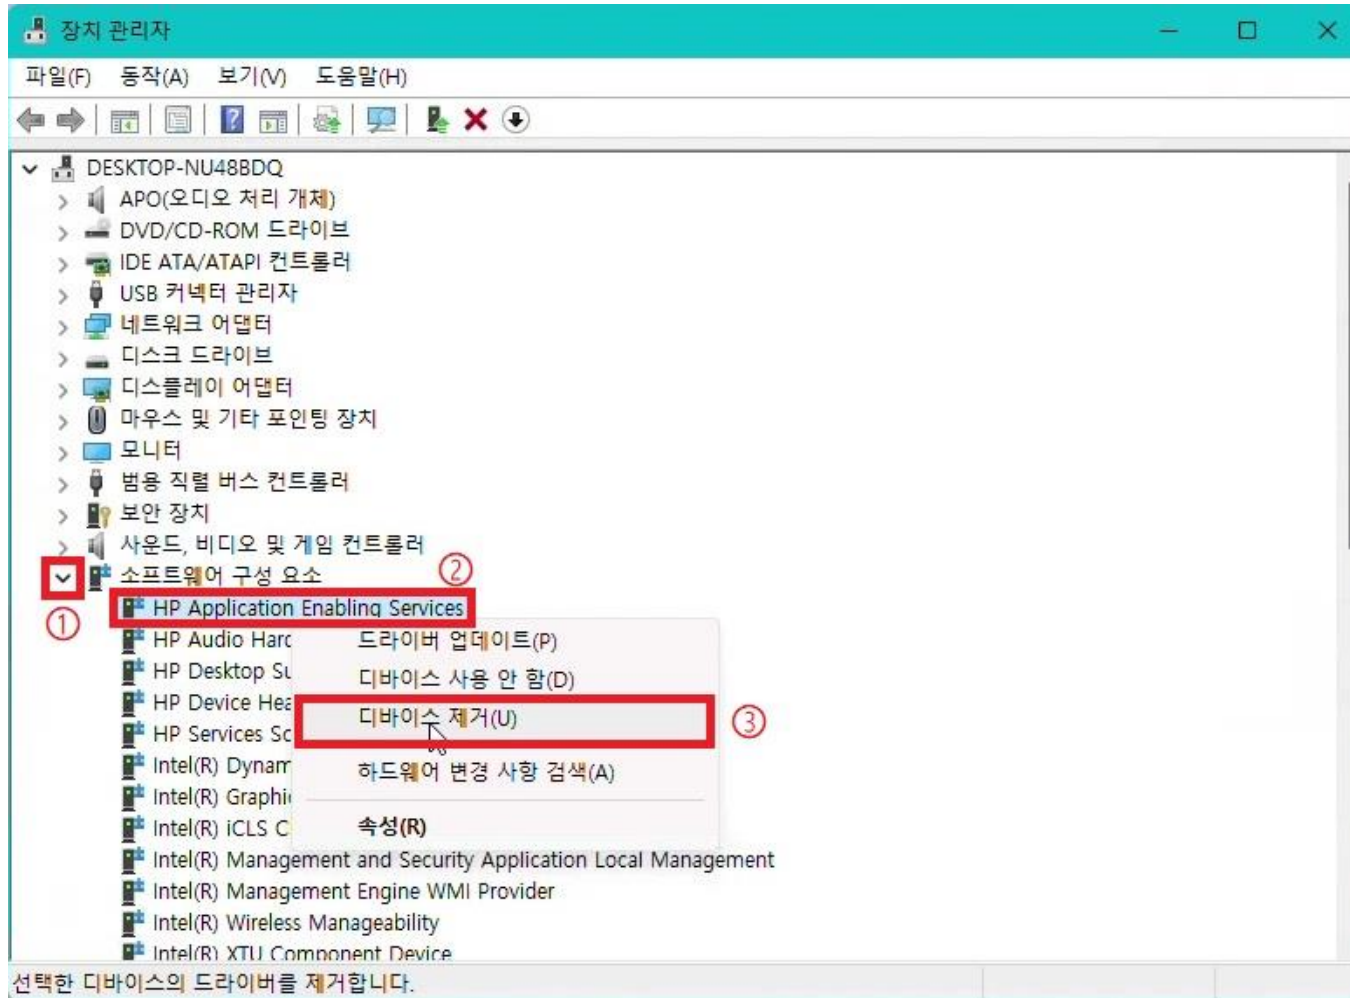 장치 관리자
파일(F) 동작(A) 보기(V) 도움말(H)
DESKTOP-NU48BDQ
APO(오디오 처리 개체)
DVD/CD-ROM 드라이브
IDE ATA/ATAPI 컨트롤러
USB 커넥터 관리자
네트워크 어댑터
디스크 드라이브
디스플레이 어댑터
마우스 및 기타 포인팅 장치
모니터
범용 직렬 버스 컨트롤러
보안 장치
사운드, 비디오 및 게임 컨트롤러
소프트웨어 구성 요소 ②
① HP Application Enabling Services
HP Audio Hard
드라이버 업데이트(P)
HP Desktop Su
디바이스 사용 안 함(D)
HP Device Hea
디바이스 제거(U) ③
HP Services Sc
Intel(R) Dynam
하드웨어 변경 사항 검색(A)
Intel(R) Graphi
Intel(R) iCLS C
속성(R)
Intel(R) Management and Security Application Local Management
Intel(R) Management Engine WMI Provider
Intel(R) Wireless Manageability
Intel(R) XTU Component Device
선택한 디바이스의 드라이버를 제거합니다.